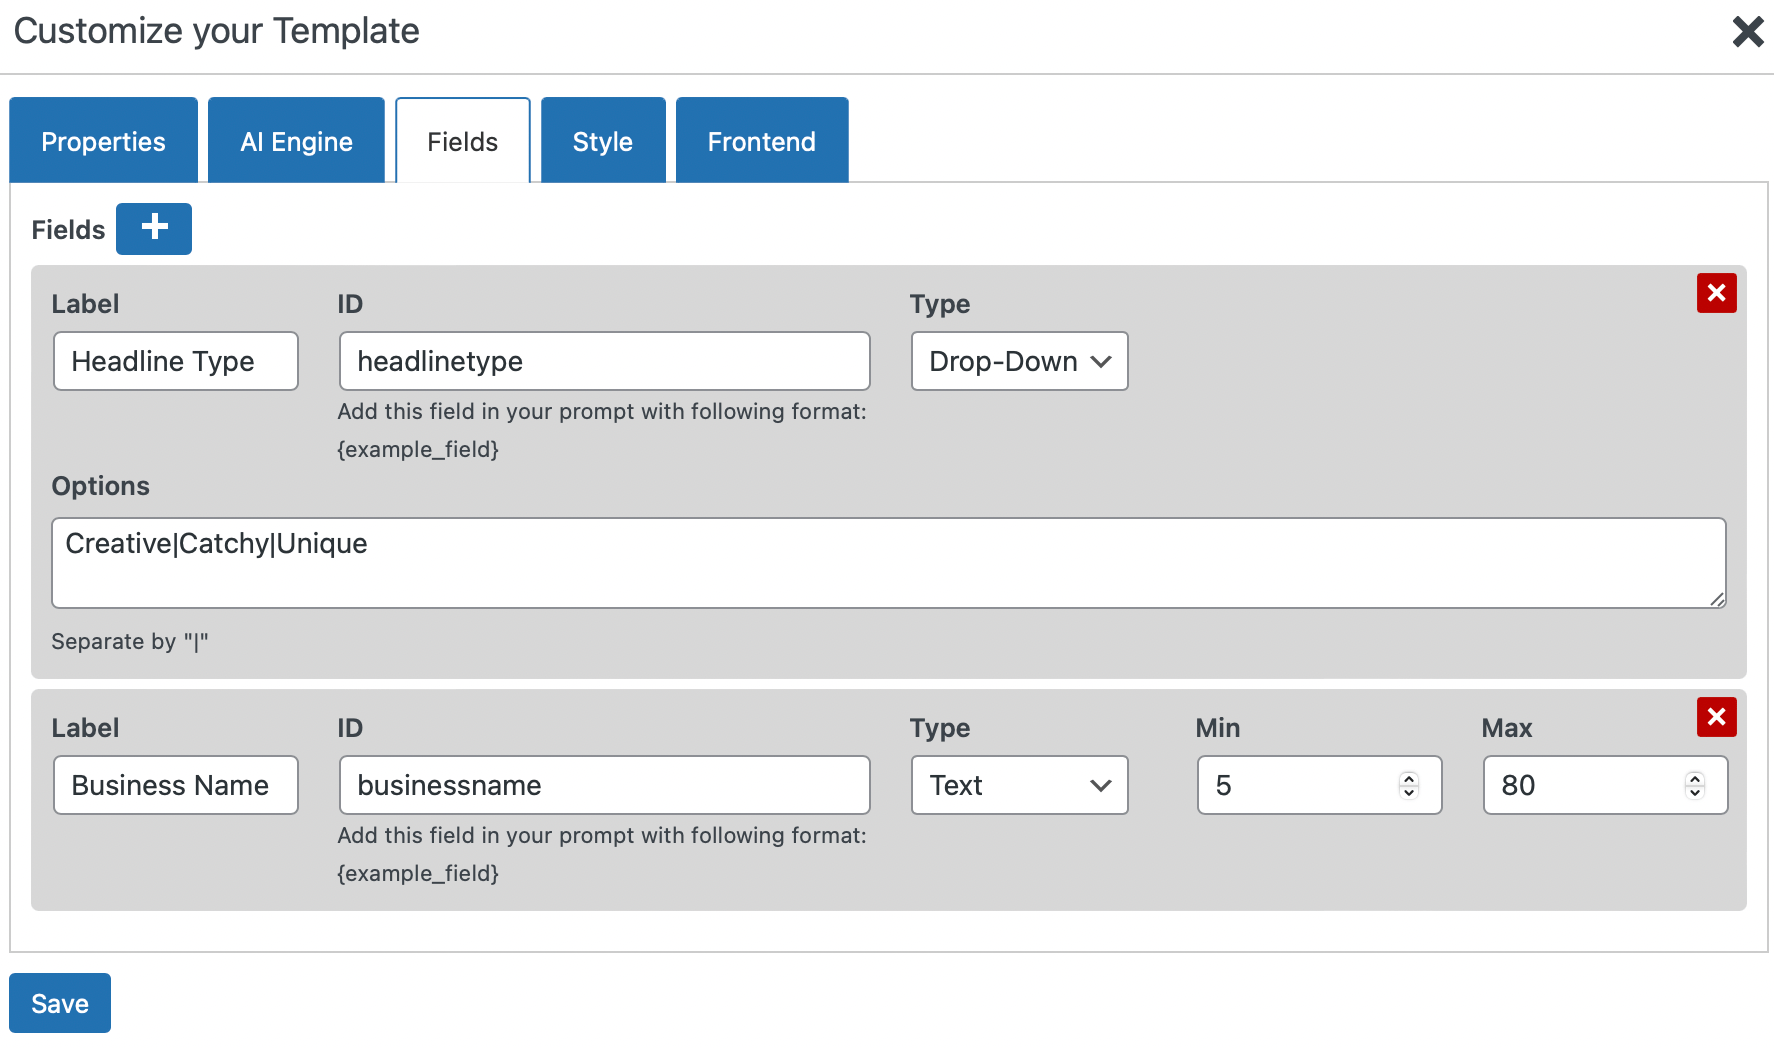 Customize your Template
Properties AI Engine Fields Style Frontend
Fields
Label ID Type
Headline Type headlinetype Drop-Down
Add this field in your prompt with following format:
{example_field}
Options
Creative|Catchy|Unique
Separate by "|"
Label ID Type Min Max
Business Name businessname Text 5 80
Add this field in your prompt with following format:
{example_field}
Save